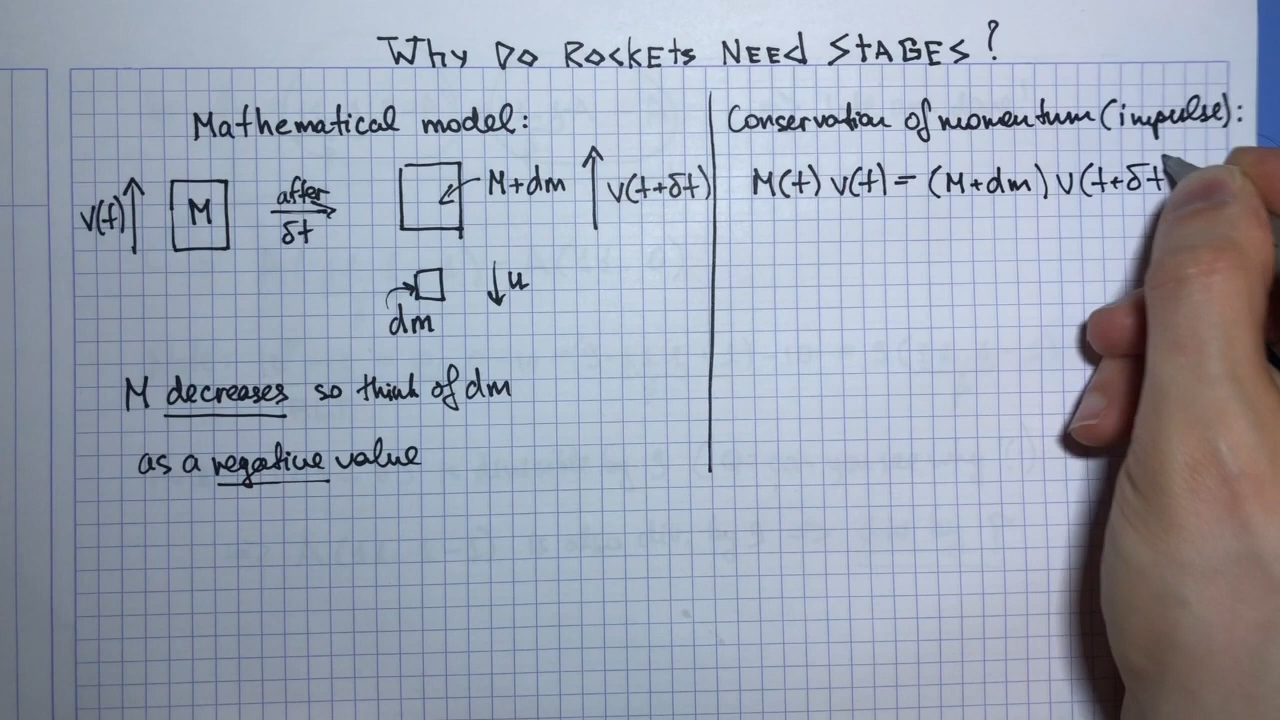 Why Do Rockets Need Stages?
Mathematical model:
v(t)
M
after
δt
M+dm
v(t+δt)
dm
u
M decreases so think of dm
as a negative value
Conservation of momentum (impulse):
M(t) v(t) = (M+dm) v(t+δt